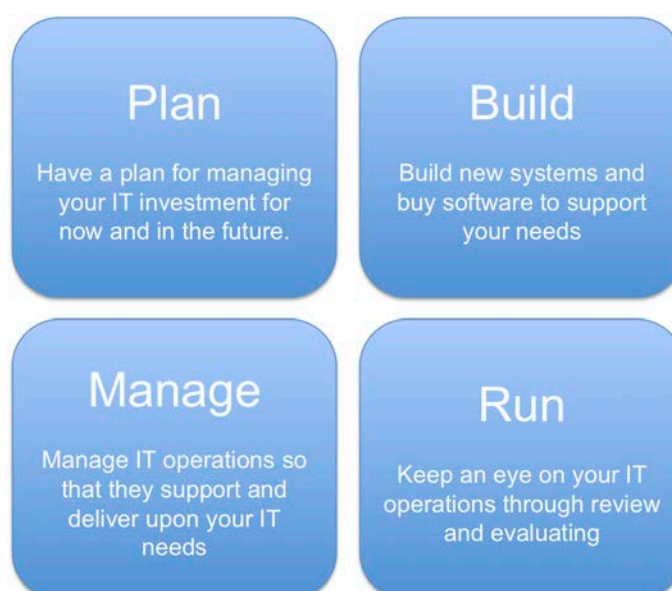 Plan
Have a plan for managing
your IT investment for
now and in the future.
Build
Build new systems and
buy software to support
your needs
Manage
Manage IT operations so
that they support and
deliver upon your IT
needs
Run
Keep an eye on your IT
operations through review
and evaluating